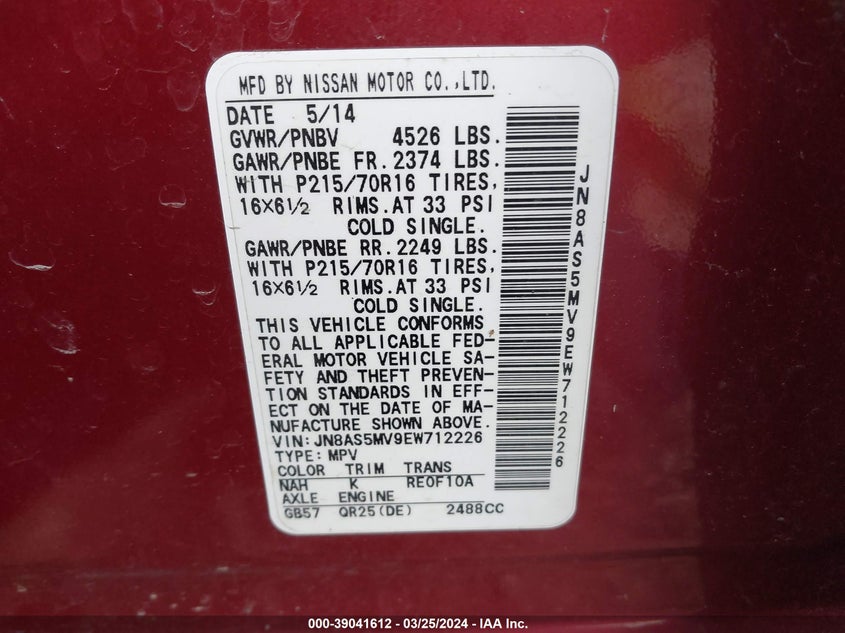 MFD BY NISSAN MOTOR CO.,LTD.
DATE 5/14
GVWR/PNBV 4526 LBS.
GAWR/PNBE FR. 2374 LBS.
WITH P215/70R16 TIRES,
16×6½ RIMS.AT 33 PSI
COLD SINGLE.
GAWR/PNBE RR. 2249 LBS.
WITH P215/70R16 TIRES,
16×6½ RIMS.AT 33 PSI
COLD SINGLE.
THIS VEHICLE CONFORMS
TO ALL APPLICABLE FED-
ERAL MOTOR VEHICLE SA-
FETY AND THEFT PREVEN-
TION STANDARDS IN EFF-
ECT ON THE DATE OF MA-
NUFACTURE SHOWN ABOVE.
VIN:JN8AS5MV9EW712226
TYPE:MPV
COLOR TRIM TRANS
NAH K RE0F10A
AXLE ENGINE
GB57 QR25(DE) 2488CC
JN8AS5MV9EW712226
000-39041612 - 03/25/2024 - IAA Inc.